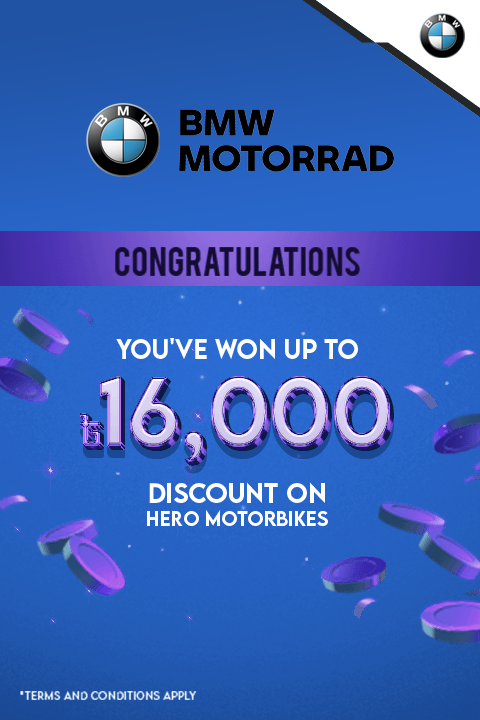 BMW
BMW
BMW
MOTORRAD
CONGRATULATIONS
YOU'VE WON UP TO
৳16,000
DISCOUNT ON
HERO MOTORBIKES
*TERMS AND CONDITIONS APPLY